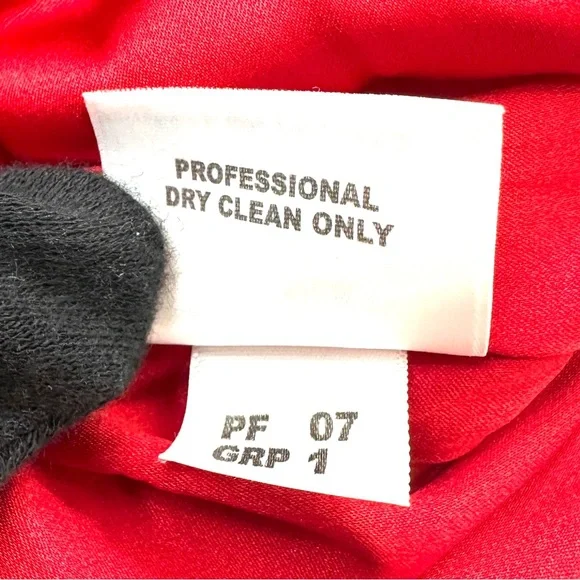 PROFESSIONAL
DRY CLEAN ONLY
PF 07
GRP 1